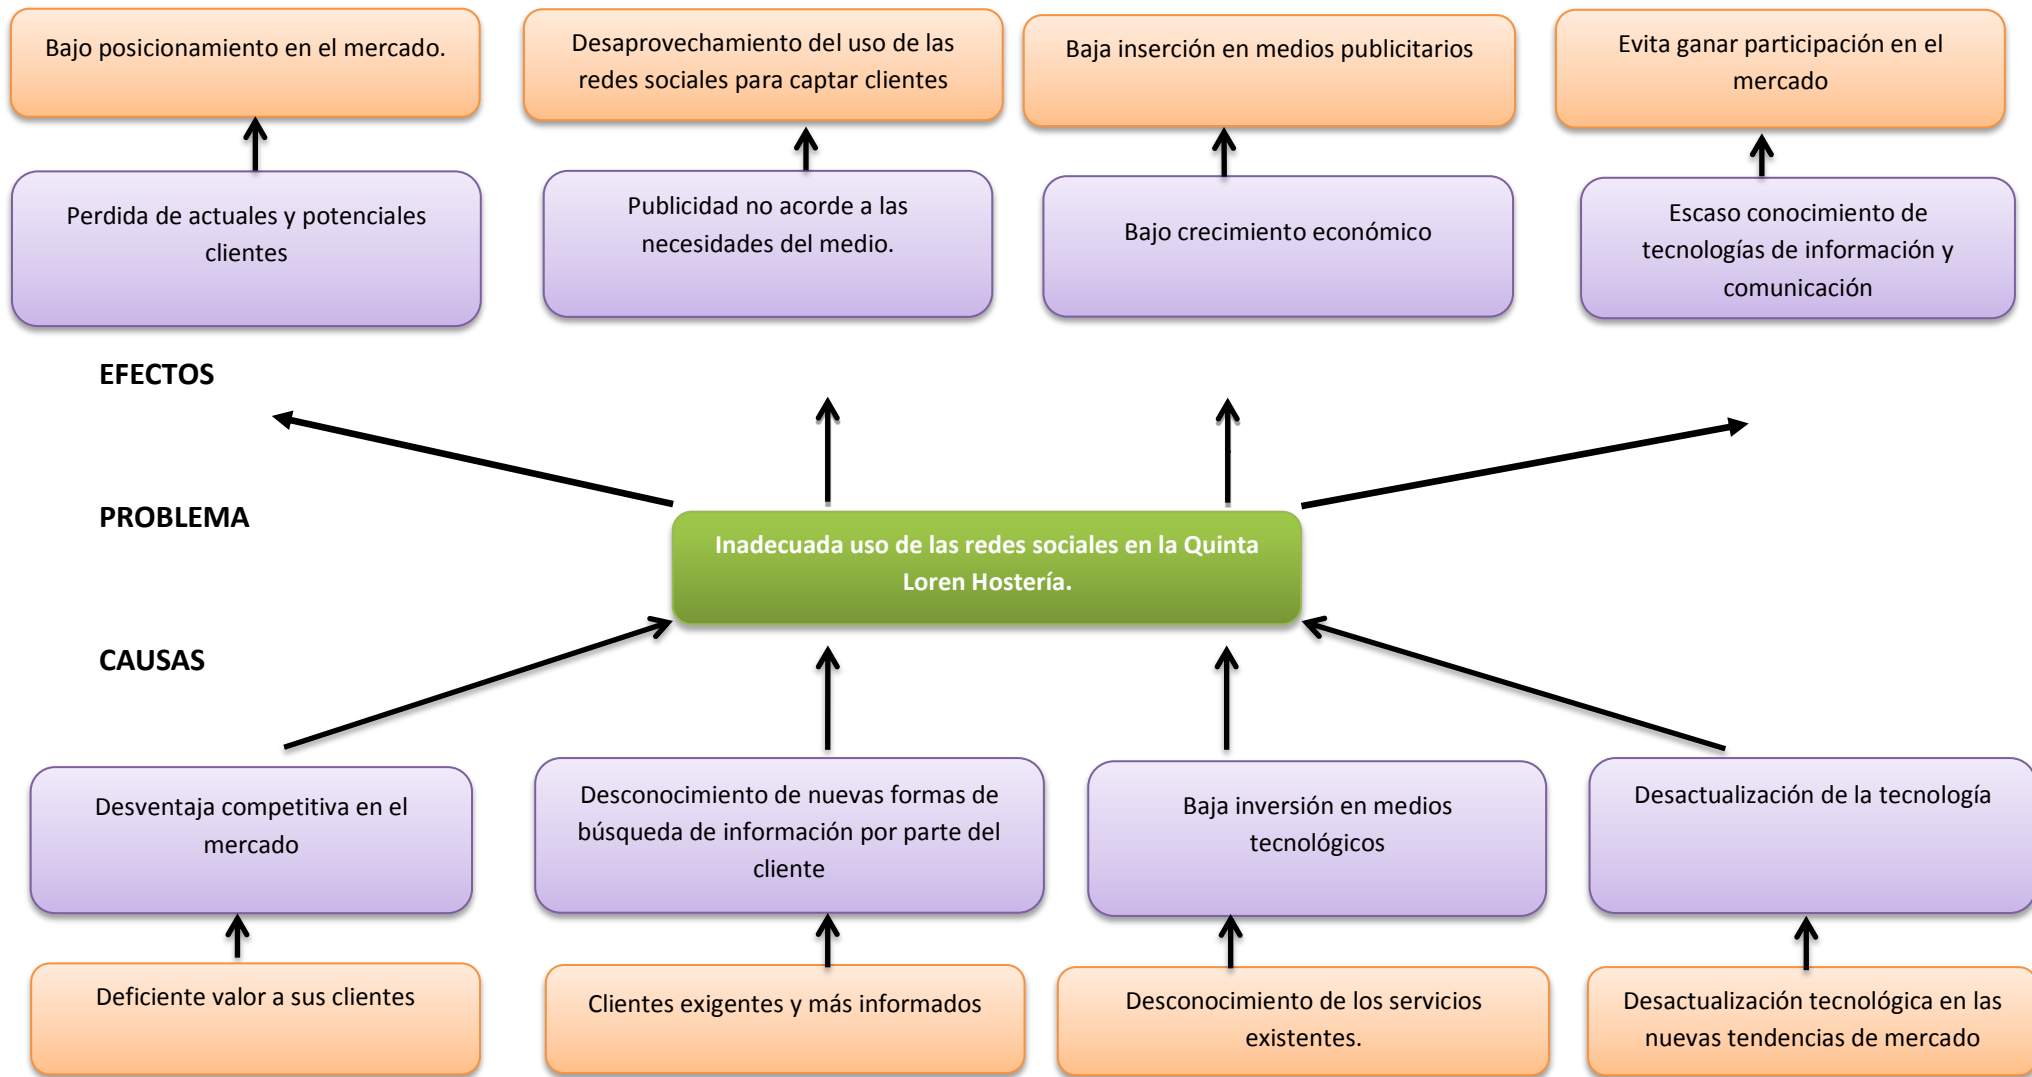 Bajo posicionamiento en el mercado.
Desaprovechamiento del uso de las
redes sociales para captar clientes
Baja inserción en medios publicitarios
Evita ganar participación en el
mercado
Perdida de actuales y potenciales
clientes
Publicidad no acorde a las
necesidades del medio.
Bajo crecimiento económico
Escaso conocimiento de
tecnologías de información y
comunicación
EFECTOS
PROBLEMA
Inadecuada uso de las redes sociales en la Quinta
Loren Hostería.
CAUSAS
Desventaja competitiva en el
mercado
Desconocimiento de nuevas formas de
búsqueda de información por parte del
cliente
Baja inversión en medios
tecnológicos
Desactualización de la tecnología
Deficiente valor a sus clientes
Clientes exigentes y más informados
Desconocimiento de los servicios
existentes.
Desactualización tecnológica en las
nuevas tendencias de mercado